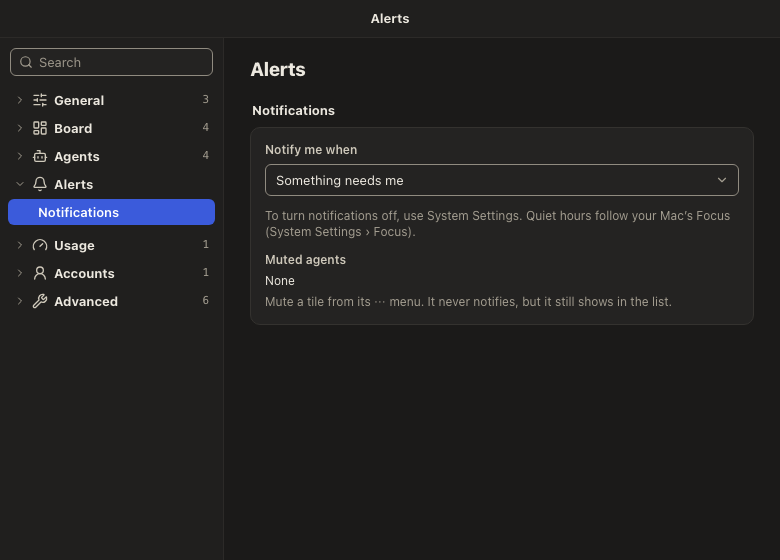 Alerts
Search
General 3
Board 4
Agents 4
Alerts
Notifications
Usage 1
Accounts 1
Advanced 6
Alerts
Notifications
Notify me when
Something needs me
To turn notifications off, use System Settings. Quiet hours follow your Mac’s Focus
(System Settings › Focus).
Muted agents
None
Mute a tile from its ··· menu. It never notifies, but it still shows in the list.